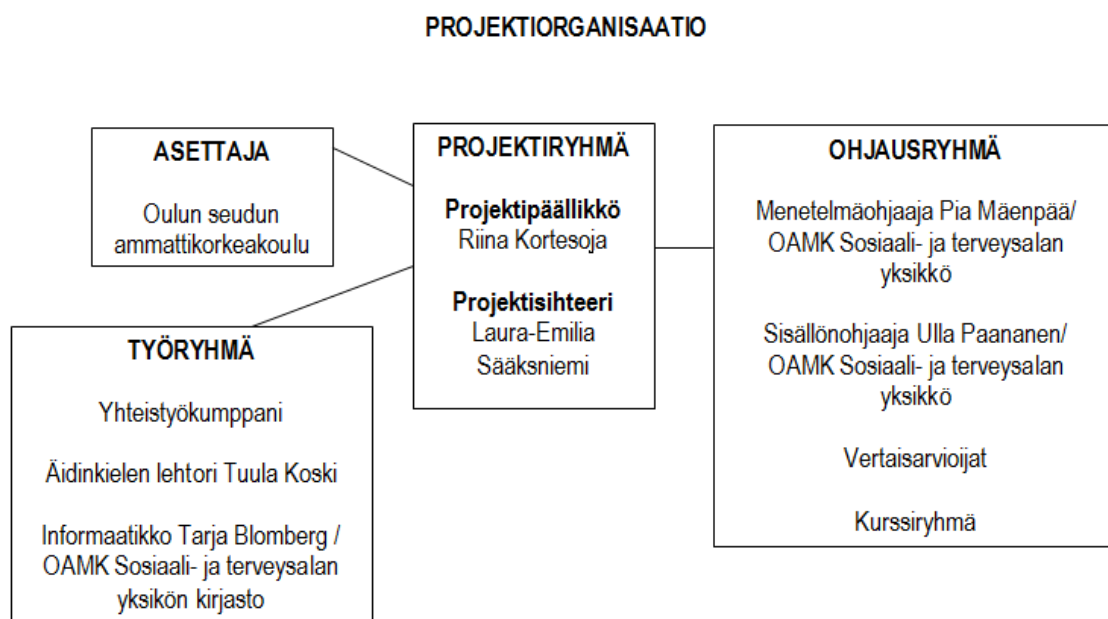 PROJEKTIORGANISAATIO
ASETTAJA
Oulun seudun
ammattikorkeakoulu
PROJEKTIRYHMÄ
Projektipäällikkö
Riina Kortesoja
Projektisihteeri
Laura-Emilia
Sääksniemi
OHJAUSRYHMÄ
Menetelmäohjaaja Pia Mäenpää/
OAMK Sosiaali- ja terveysalan
yksikkö
Sisällönohjaaja Ulla Paananen/
OAMK Sosiaali- ja terveysalan
yksikkö
Vertaisarvioijat
Kurssiryhmä
TYÖRYHMÄ
Yhteistyökumppani
Äidinkielen lehtori Tuula Koski
Informaatikko Tarja Blomberg /
OAMK Sosiaali- ja terveysalan
yksikön kirjasto